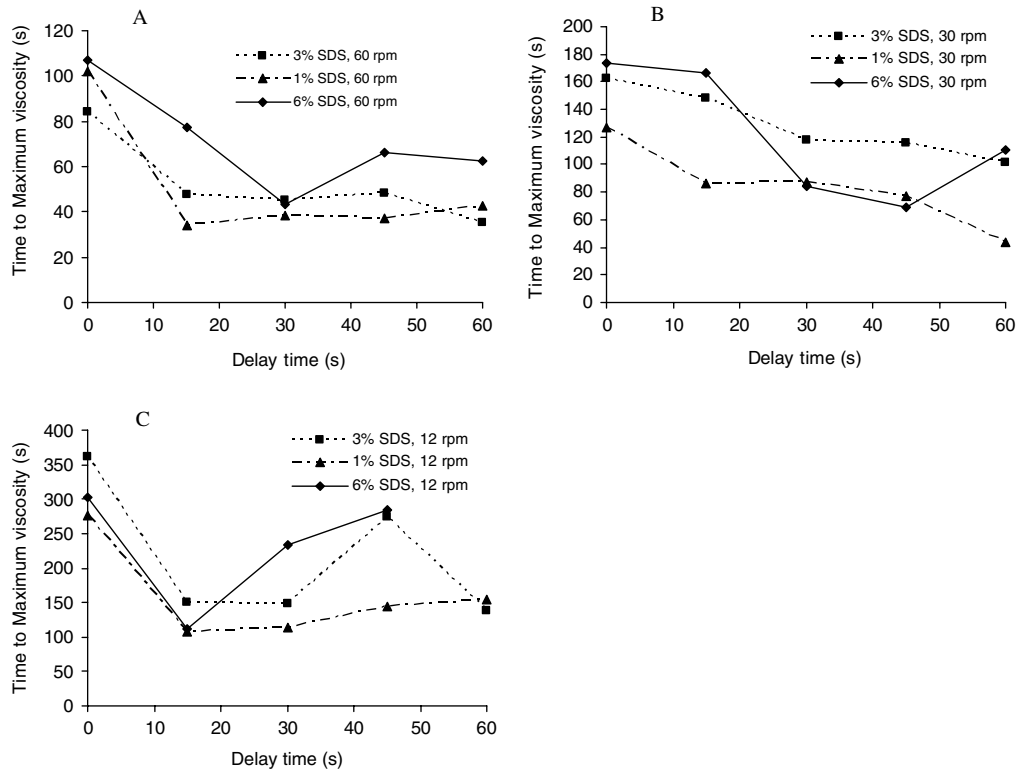 A
Time to Maximum viscosity (s)
120
100
80
60
40
20
0
3% SDS, 60 rpm
1% SDS, 60 rpm
6% SDS, 60 rpm
0 10 20 30 40 50 60
Delay time (s)
B
Time to Maximum viscosity (s)
200
180
160
140
120
100
80
60
40
20
0
3% SDS, 30 rpm
1% SDS, 30 rpm
6% SDS, 30 rpm
0 10 20 30 40 50 60
Delay time (s)
C
Time to Maximum viscosity (s)
400
350
300
250
200
150
100
50
0
3% SDS, 12 rpm
1% SDS, 12 rpm
6% SDS, 12 rpm
0 10 20 30 40 50 60
Delay time (s)